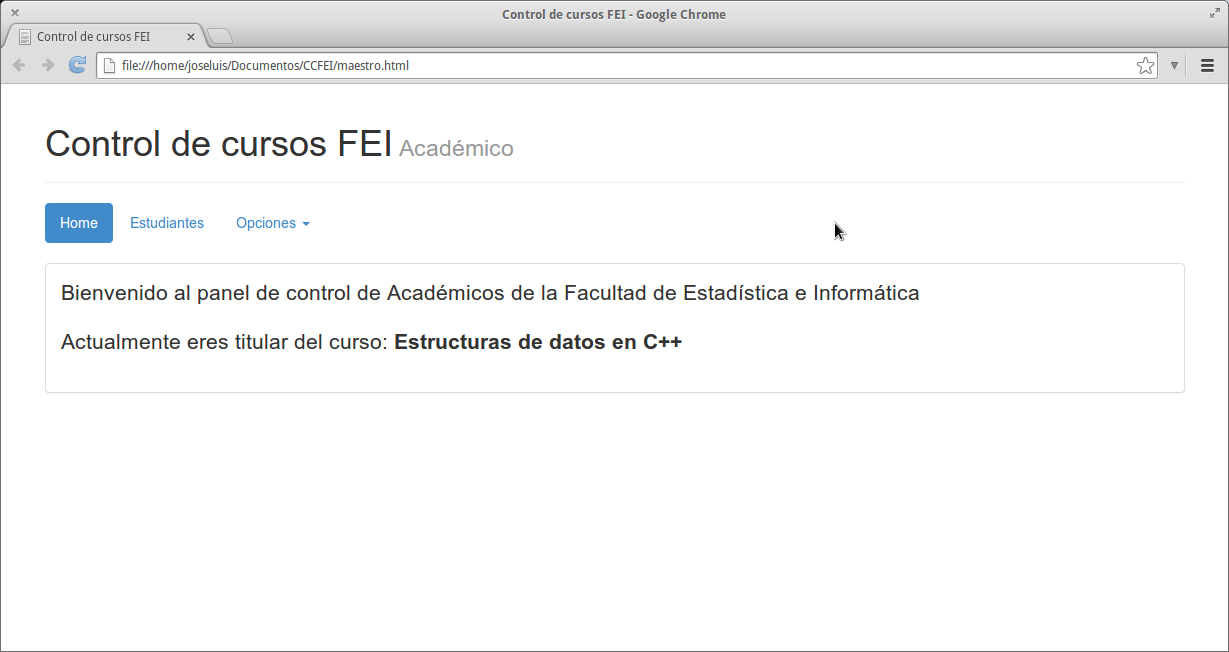 Control de cursos FEI - Google Chrome
Control de cursos FEI
file:///home/joseluis/Documentos/CCFEI/maestro.html
Control de cursos FEI Académico
Home Estudiantes Opciones
Bienvenido al panel de control de Académicos de la Facultad de Estadística e Informática
Actualmente eres titular del curso: Estructuras de datos en C++